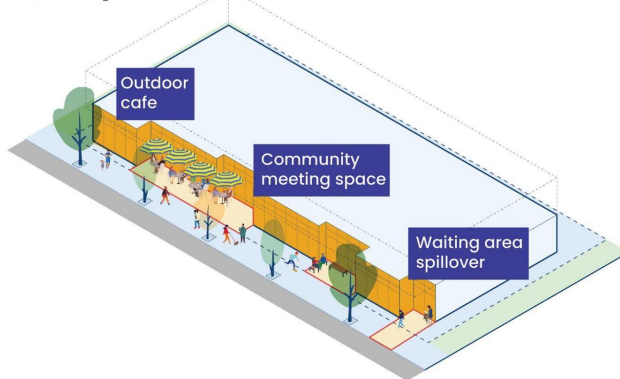 Outdoor
cafe
Community
meeting space
Waiting area
spillover